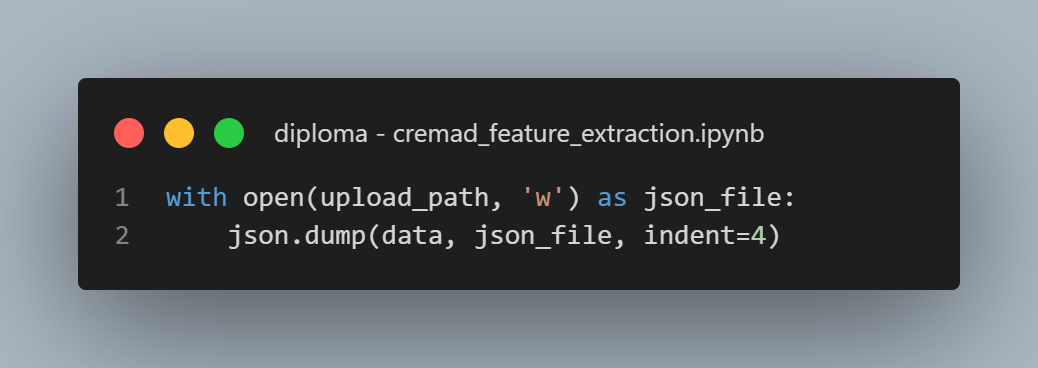 diploma - cremad_feature_extraction.ipynb
1 with open(upload_path, 'w') as json_file:
2     json.dump(data, json_file, indent=4)